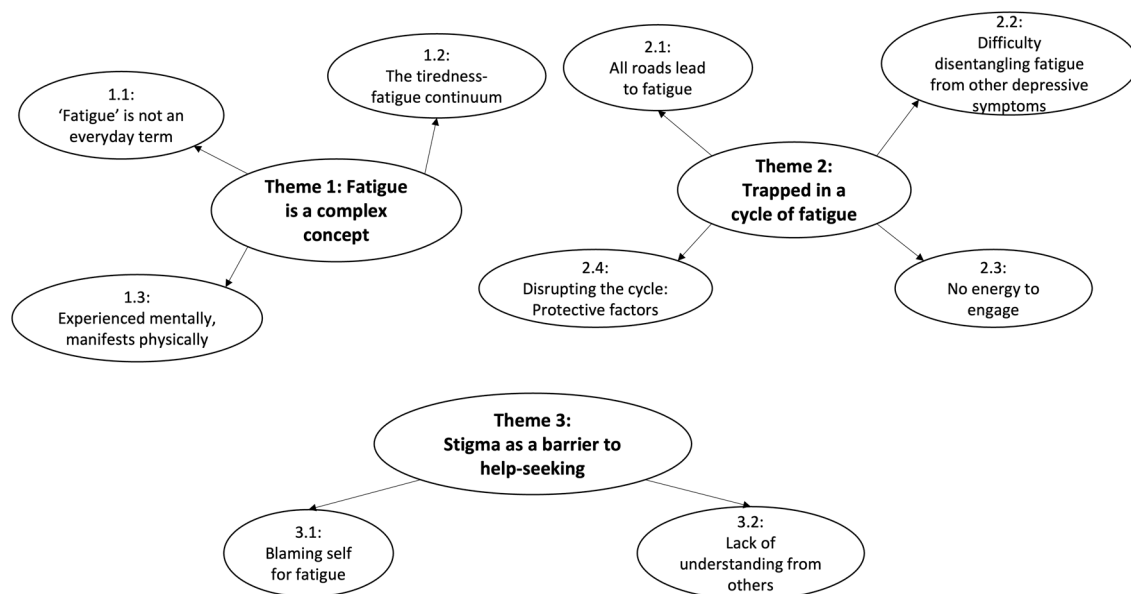 1.1:
‘Fatigue’ is not an
everyday term
1.2:
The tiredness-
fatigue continuum
Theme 1: Fatigue
is a complex
concept
1.3:
Experienced mentally,
manifests physically
2.1:
All roads lead
to fatigue
2.2:
Difficulty
disentangling fatigue
from other depressive
symptoms
Theme 2:
Trapped in a
cycle of fatigue
2.4:
Disrupting the cycle:
Protective factors
2.3:
No energy to
engage
Theme 3:
Stigma as a barrier to
help-seeking
3.1:
Blaming self
for fatigue
3.2:
Lack of
understanding from
others